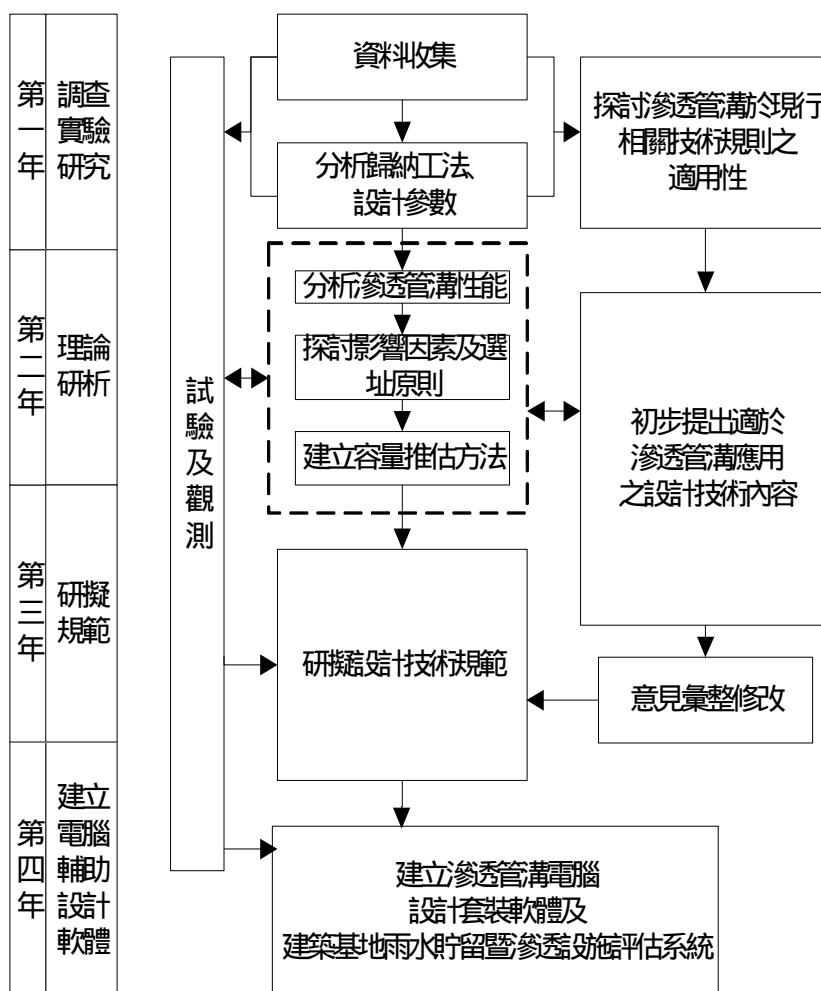 第一年
調查
實驗
研究
資料收集
分析歸納工法、
設計參數
探討滲透管溝於現行
相關技術規則之
適用性
第二年
理論
研析
試驗及觀測
分析滲透管溝性能
探討影響因素及選
址原則
建立容量推估方法
初步提出適於
滲透管溝應用
之設計技術內容
第三年
研擬
規範
研擬設計技術規範
意見彙整修改
第四年
建立
電腦
輔助
設計
軟體
建立滲透管溝電腦
設計套裝軟體及
建築基地雨水貯留暨滲透設施評估系統